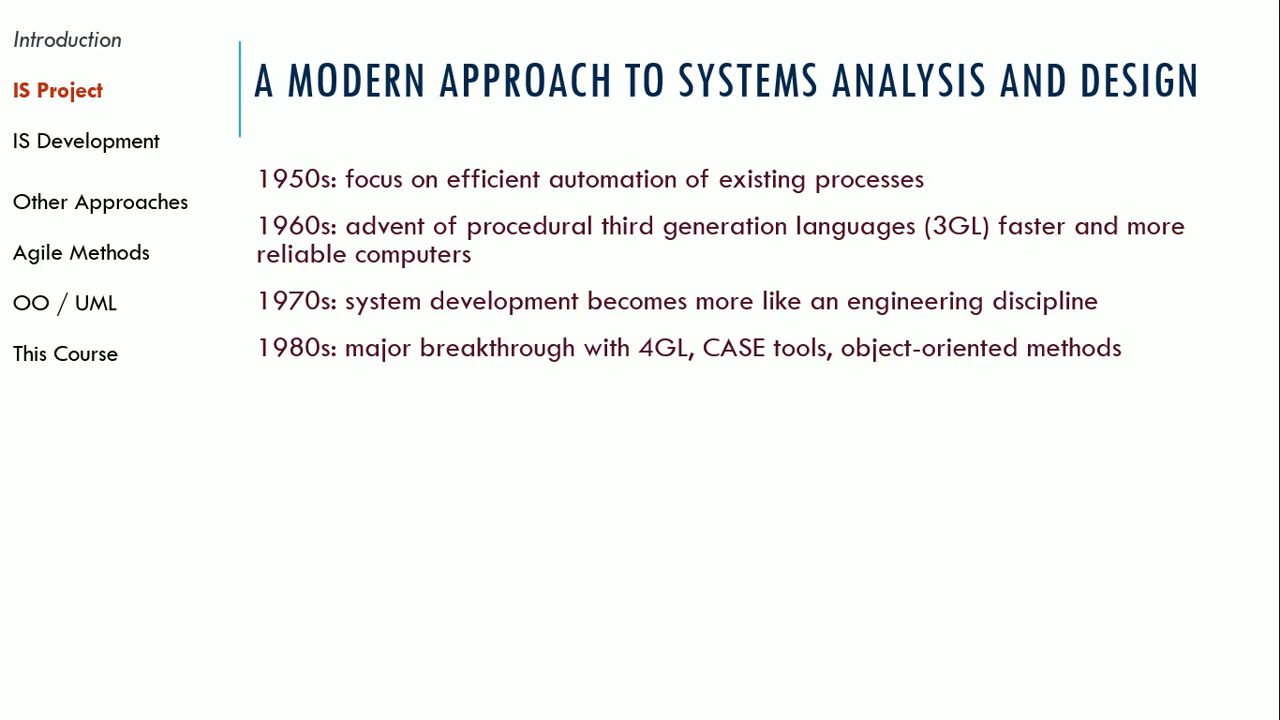 Introduction
IS Project
IS Development
Other Approaches
Agile Methods
OO / UML
This Course
A MODERN APPROACH TO SYSTEMS ANALYSIS AND DESIGN
1950s: focus on efficient automation of existing processes
1960s: advent of procedural third generation languages (3GL) faster and more
reliable computers
1970s: system development becomes more like an engineering discipline
1980s: major breakthrough with 4GL, CASE tools, object-oriented methods